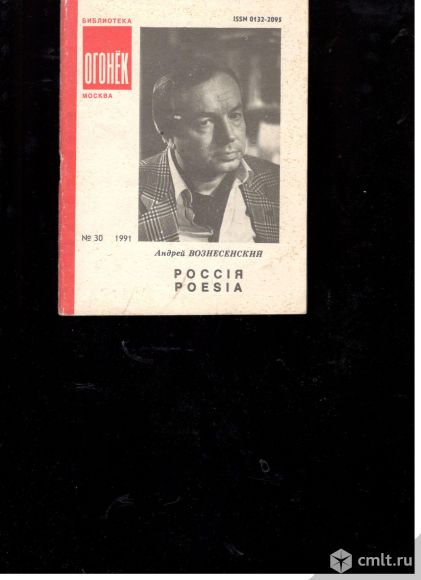 БИБЛИОТЕКА
ISSN 0132-2095
ОГОНЁК
МОСКВА
№ 30 1991
Андрей ВОЗНЕСЕНСКИЙ
РОССIЯ
POESIA
cmlt.ru